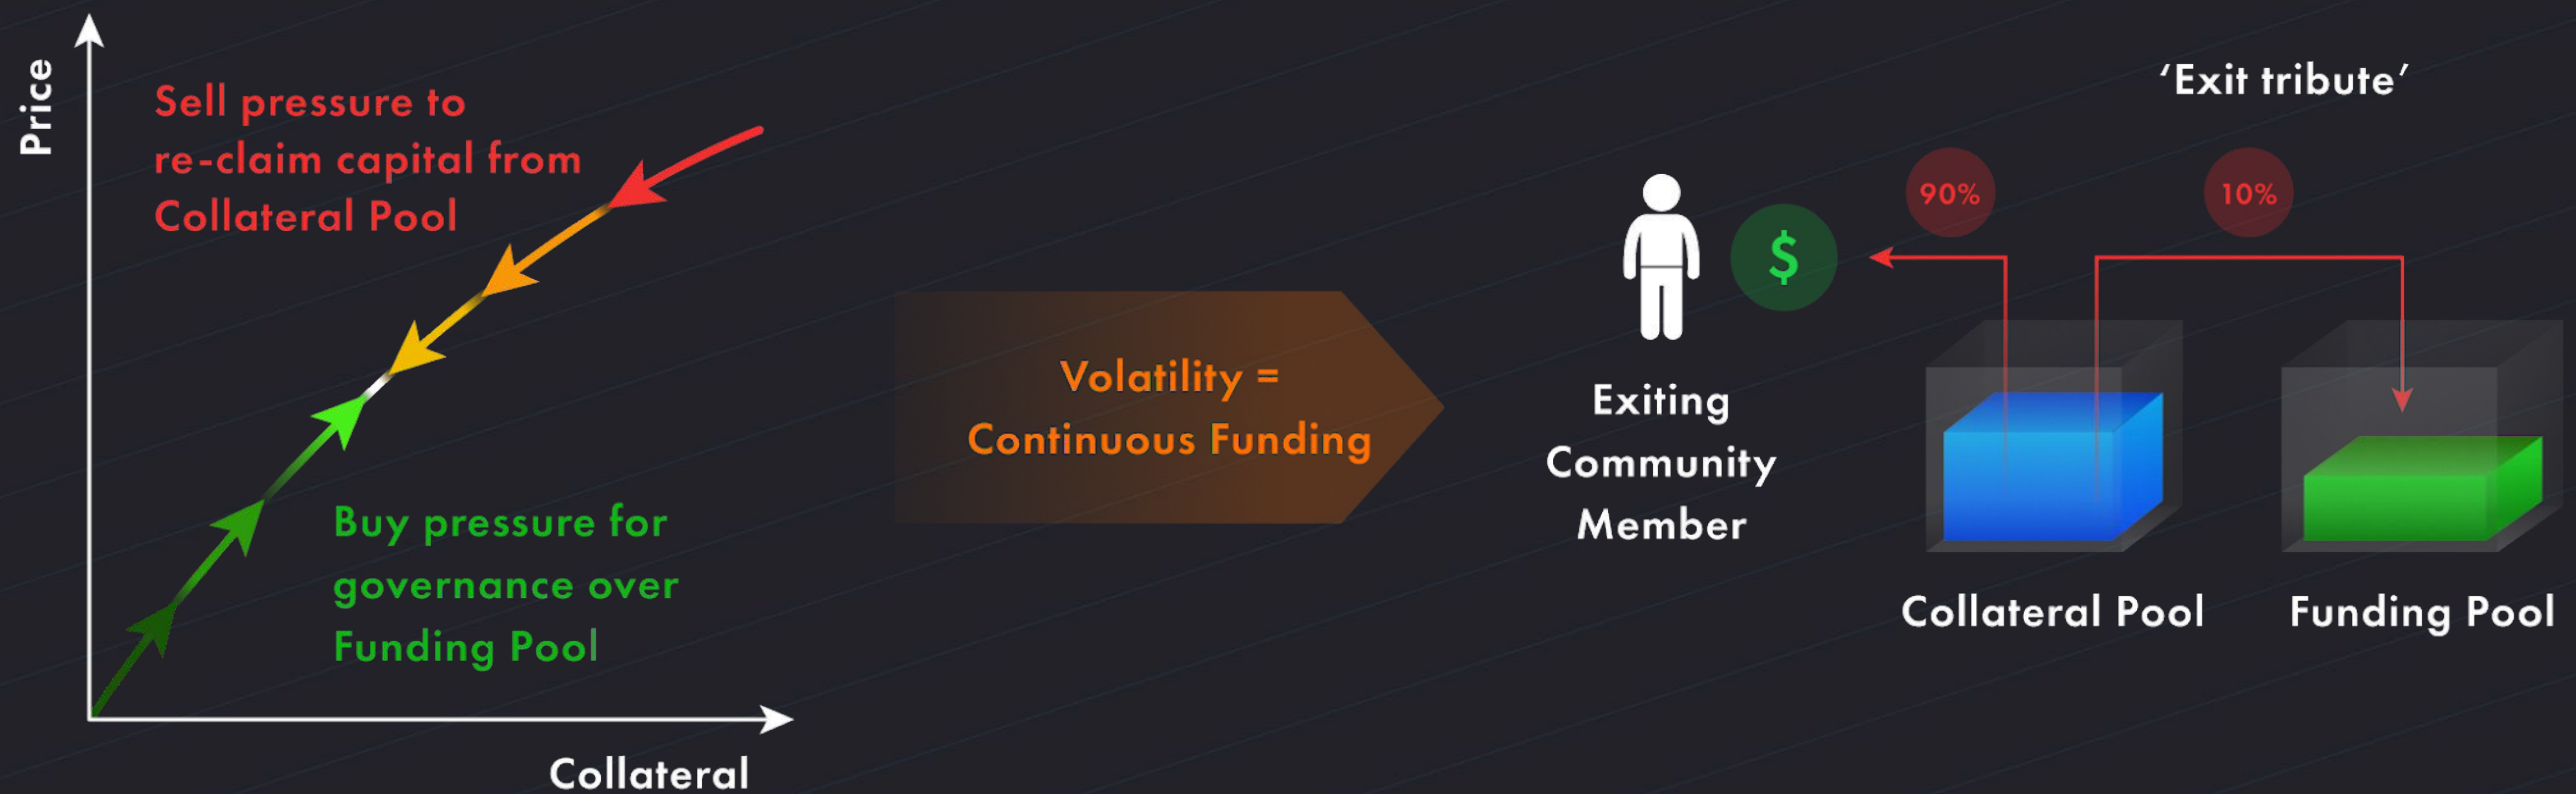 Price
Sell pressure to
re-claim capital from
Collateral Pool
Buy pressure for
governance over
Funding Pool
Collateral
Volatility =
Continuous Funding
‘Exit tribute’
90%
10%
$
Exiting
Community
Member
Collateral Pool
Funding Pool